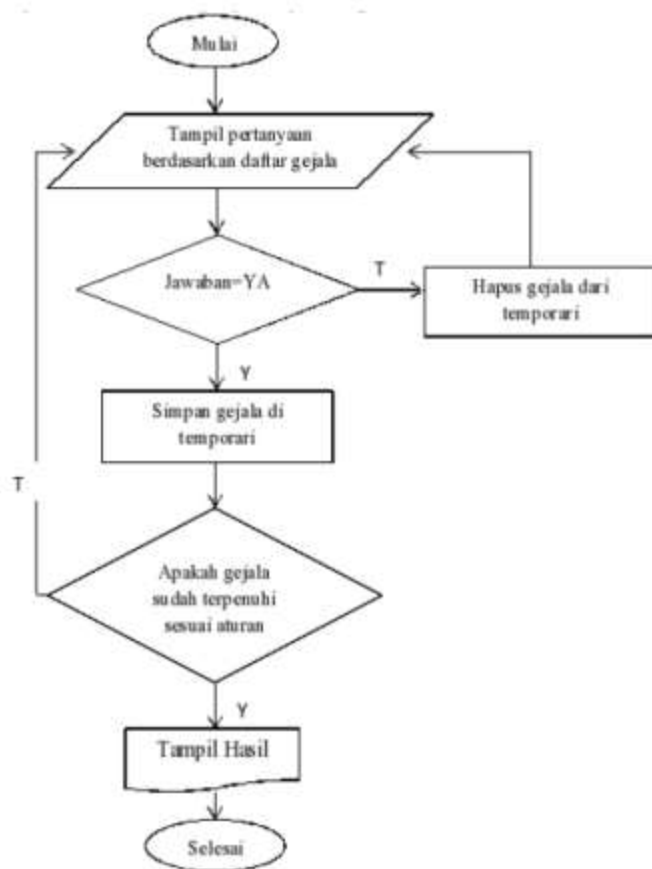 Mulai
Tampil pertanyaan
berdasarkan daftar gejala
Jawaban=YA
T
Hapus gejala dari
temporari
Y
Simpan gejala di
temporari
T
Apakah gejala
sudah terpenuhi
sesuai aturan
Y
Tampil Hasil
Selesai